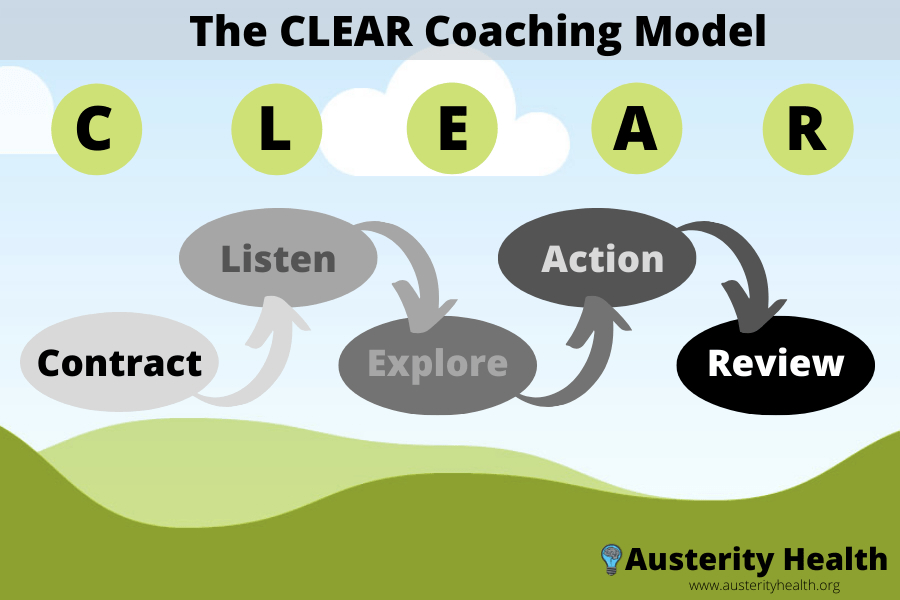 The CLEAR Coaching Model
C L E A R
Listen Action
Contract Explore Review
Austerity Health
www.austerityhealth.org